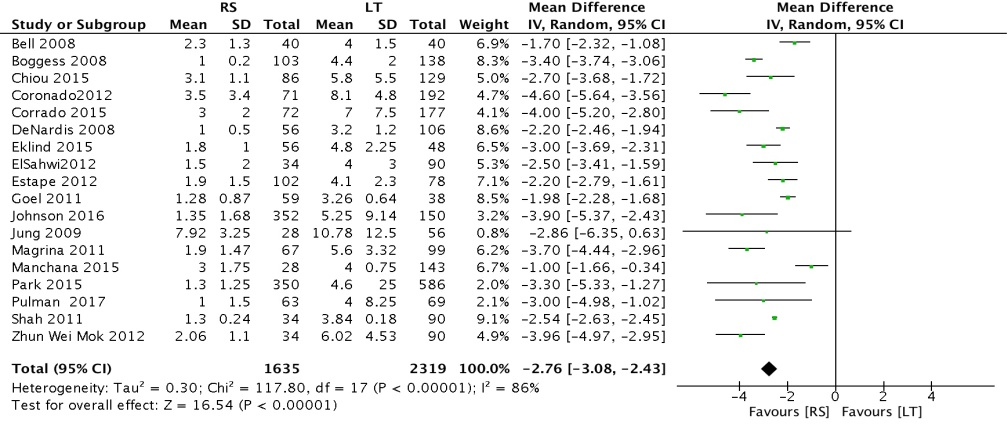 RS LT Mean Difference Mean Difference
Study or Subgroup Mean SD Total Mean SD Total Weight IV, Random, 95% CI IV, Random, 95% CI
Bell 2008 2.3 1.3 40 4 1.5 40 6.9% −1.70 [−2.32, −1.08]
Boggess 2008 1 0.2 103 4.4 2 138 8.3% −3.40 [−3.74, −3.06]
Chiou 2015 3.1 1.1 86 5.8 5.5 129 5.0% −2.70 [−3.68, −1.72]
Coronado2012 3.5 3.4 71 8.1 4.8 192 4.7% −4.60 [−5.64, −3.56]
Corrado 2015 3 2 72 7 7.5 177 4.1% −4.00 [−5.20, −2.80]
DeNardis 2008 1 0.5 56 3.2 1.2 106 8.6% −2.20 [−2.46, −1.94]
Eklind 2015 1.8 1 56 4.8 2.25 48 6.5% −3.00 [−3.69, −2.31]
ElSahwi2012 1.5 2 34 4 3 90 5.3% −2.50 [−3.41, −1.59]
Estape 2012 1.9 1.5 102 4.1 2.3 78 7.1% −2.20 [−2.79, −1.61]
Goel 2011 1.28 0.87 59 3.26 0.64 38 8.5% −1.98 [−2.28, −1.68]
Johnson 2016 1.35 1.68 352 5.25 9.14 150 3.2% −3.90 [−5.37, −2.43]
Jung 2009 7.92 3.25 28 10.78 12.5 56 0.8% −2.86 [−6.35, 0.63]
Magrina 2011 1.9 1.47 67 5.6 3.32 99 6.2% −3.70 [−4.44, −2.96]
Manchana 2015 3 1.75 28 4 0.75 143 6.7% −1.00 [−1.66, −0.34]
Park 2015 1.3 1.25 350 4.6 25 586 2.0% −3.30 [−5.33, −1.27]
Pulman 2017 1 1.5 63 4 8.25 69 2.1% −3.00 [−4.98, −1.02]
Shah 2011 1.3 0.24 34 3.84 0.18 90 9.1% −2.54 [−2.63, −2.45]
Zhun Wei Mok 2012 2.06 1.1 34 6.02 4.53 90 4.9% −3.96 [−4.97, −2.95]
Total (95% CI) 1635 2319 100.0% −2.76 [−3.08, −2.43]
Heterogeneity: Tau² = 0.30; Chi² = 117.80, df = 17 (P < 0.00001); I² = 86%
Test for overall effect: Z = 16.54 (P < 0.00001)
−4 −2 0 2 4
Favours [RS] Favours [LT]